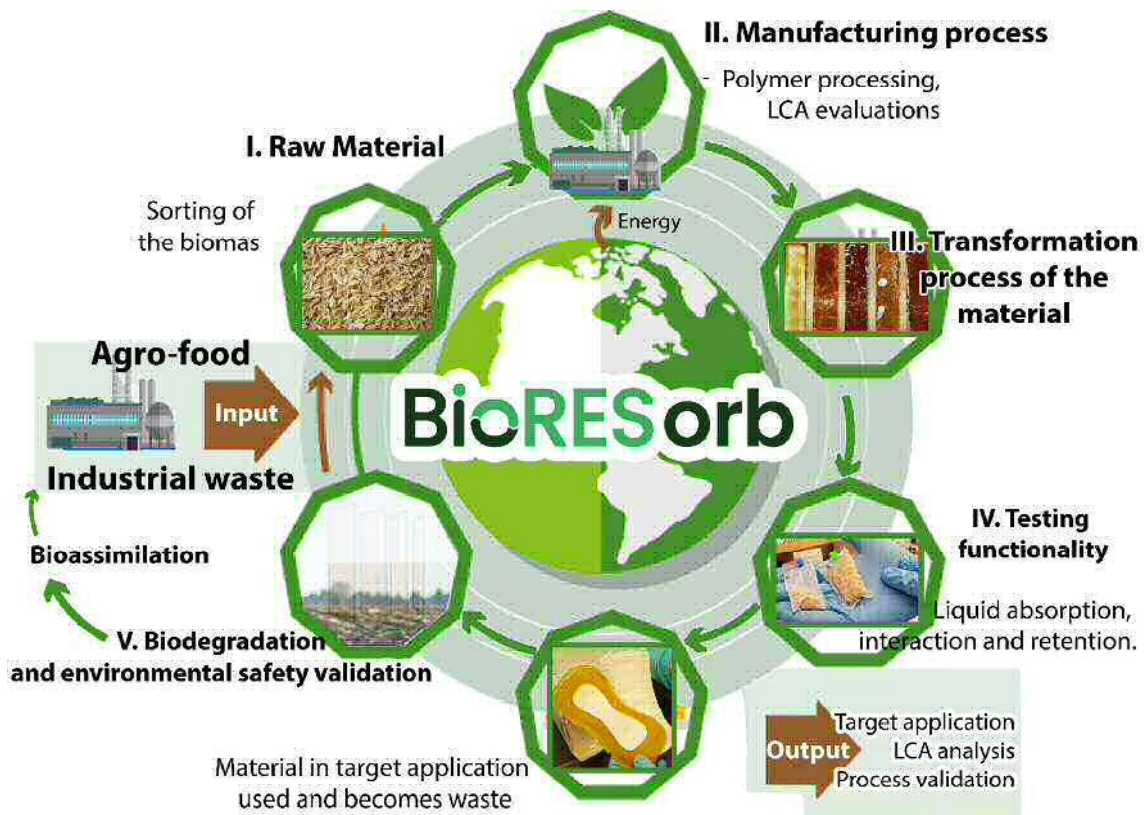 II. Manufacturing process
- Polymer processing,
LCA evaluations
I. Raw Material
Sorting of
the biomas
Energy
III. Transformation
process of the
material
Agro-food
Input
Industrial waste
BioRESorb
IV. Testing
functionality
Liquid absorption,
interaction and retention.
Bioassimilation
V. Biodegradation
and environmental safety validation
Material in target application
used and becomes waste
Output
Target application
LCA analysis
Process validation